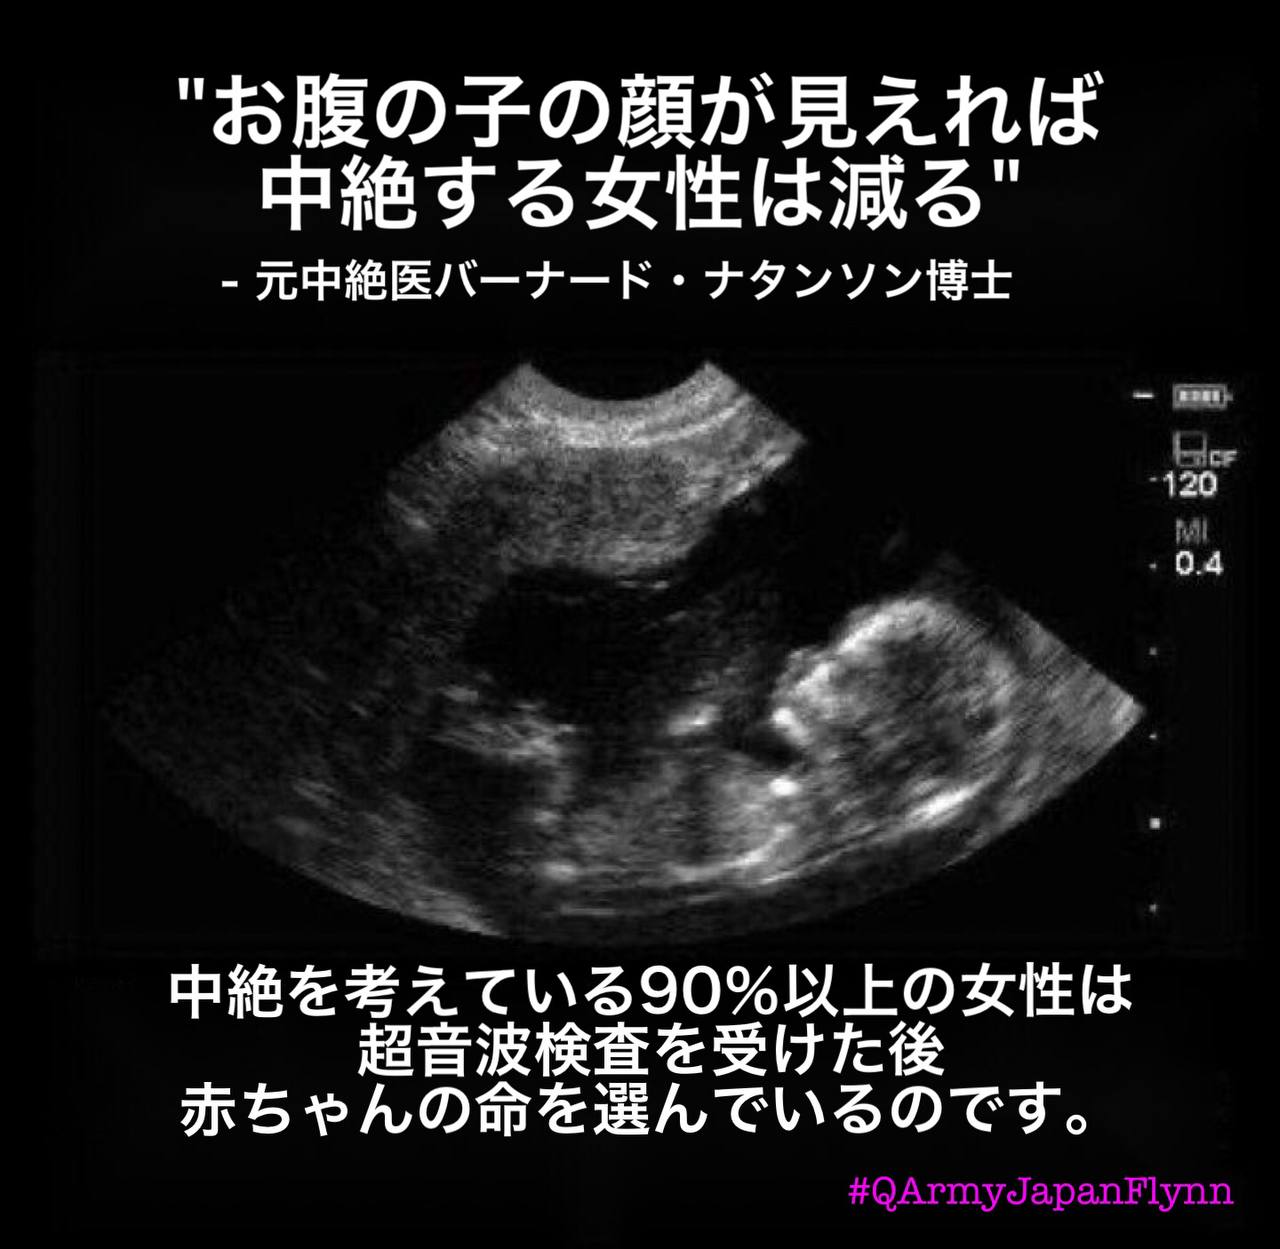 "お腹の子の顔が見えれば
中絶する女性は減る"
- 元中絶医バーナード・ナタンソン博士
CF
120
MI
0.4
中絶を考えている90%以上の女性は
超音波検査を受けた後
赤ちゃんの命を選んでいるのです。
#QArmyJapanFlynn